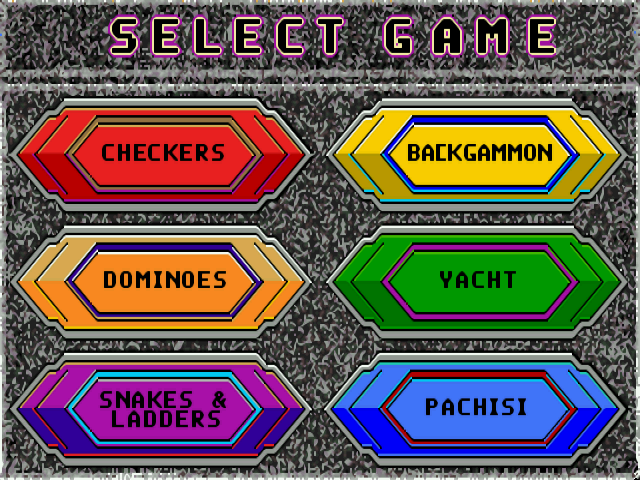 SELECT GAME
CHECKERS
BACKGAMMON
DOMINOES
YACHT
SNAKES &
LADDERS
PACHISI